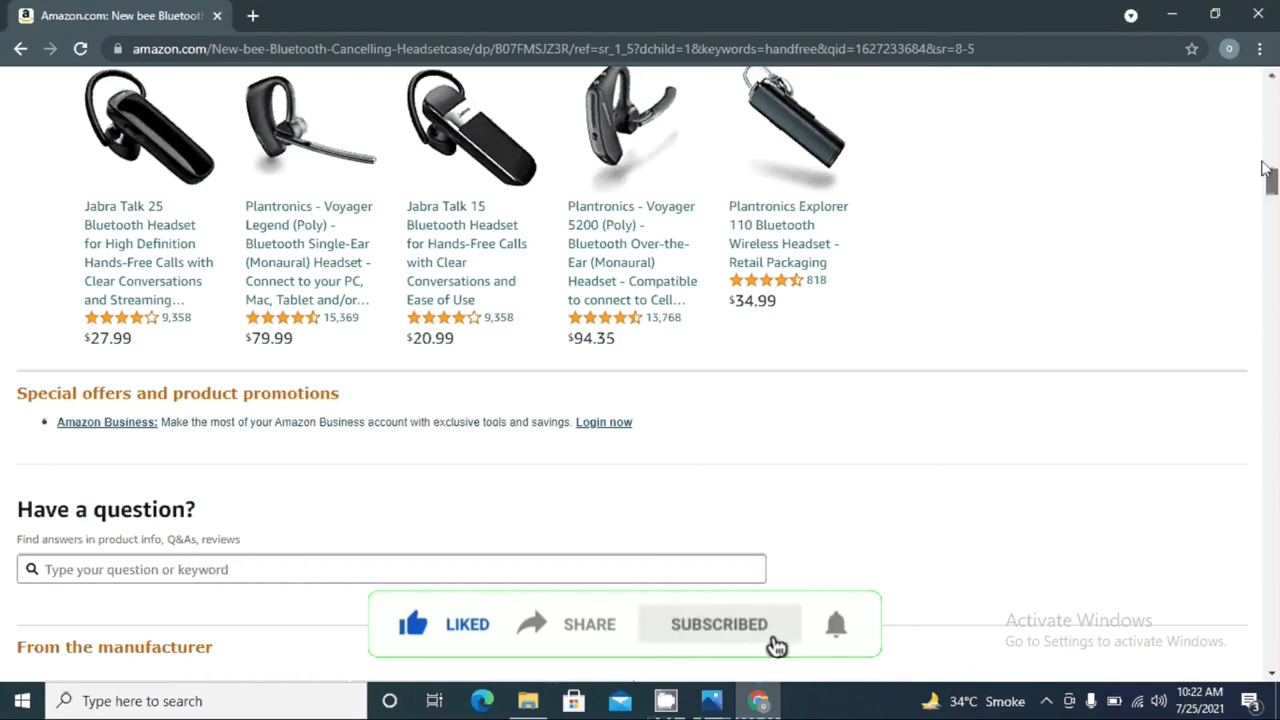 Amazon.com: New bee Bluetooth
amazon.com/New-bee-Bluetooth-Cancelling-Headsetcase/dp/B07FMSJZ3R/ref=sr_1_5?dchild=1&keywords=handfree&qid=1627233684&sr=8-5
Jabra Talk 25
Bluetooth Headset
for High Definition
Hands-Free Calls with
Clear Conversations
and Streaming...
9,358
$27.99
Plantronics - Voyager
Legend (Poly) -
Bluetooth Single-Ear
(Monaural) Headset -
Connect to your PC,
Mac, Tablet and/or...
15,369
$79.99
Jabra Talk 15
Bluetooth Headset
for Hands-Free Calls
with Clear
Conversations and
Ease of Use
9,358
$20.99
Plantronics - Voyager
5200 (Poly) -
Bluetooth Over-the-
Ear (Monaural)
Headset - Compatible
to connect to Cell...
13,768
$94.35
Plantronics Explorer
110 Bluetooth
Wireless Headset -
Retail Packaging
818
$34.99
Special offers and product promotions
Amazon Business: Make the most of your Amazon Business account with exclusive tools and savings. Login now
Have a question?
Find answers in product info, Q&As, reviews
Type your question or keyword
LIKED SHARE SUBSCRIBED
Activate Windows
Go to Settings to activate Windows.
From the manufacturer
Type here to search
34°C Smoke
10:22 AM
7/25/2021
3